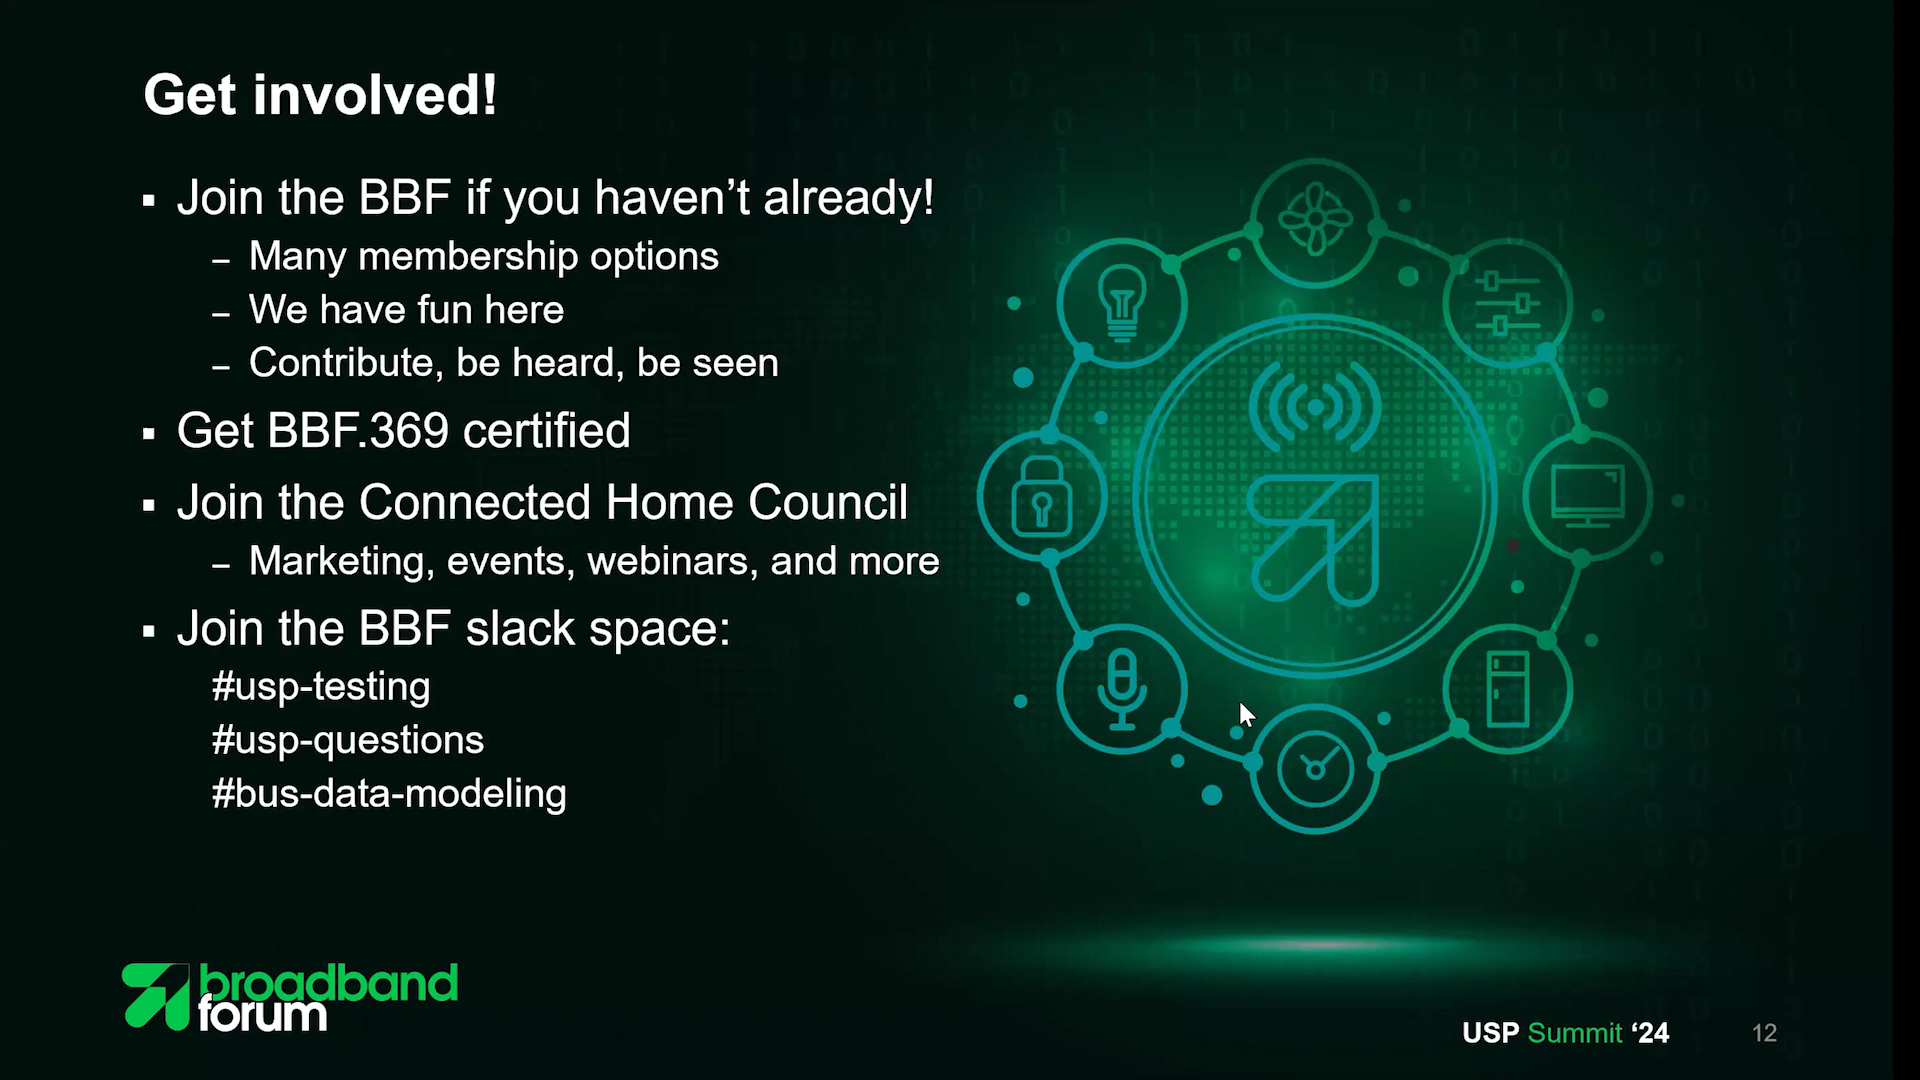 Get involved!
▪ Join the BBF if you haven’t already!
– Many membership options
– We have fun here
– Contribute, be heard, be seen
▪ Get BBF.369 certified
▪ Join the Connected Home Council
– Marketing, events, webinars, and more
▪ Join the BBF slack space:
#usp-testing
#usp-questions
#bus-data-modeling
broadband
forum
USP Summit ‘24
12